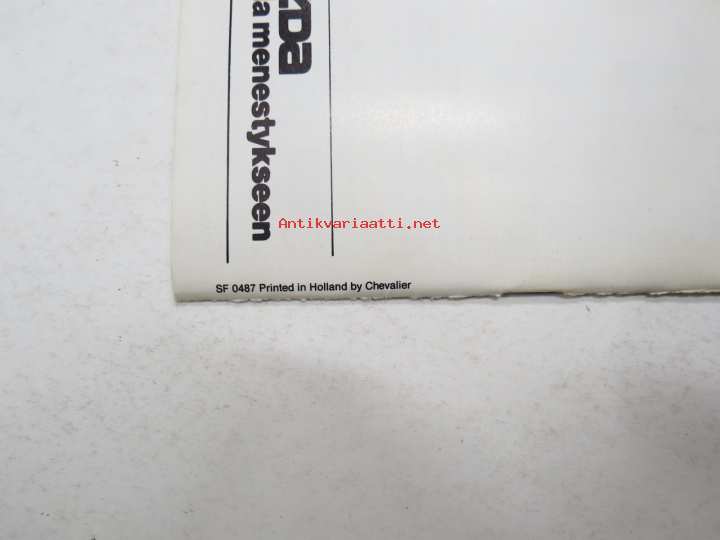 a menestykseen
Antikvariaatti.net
SF 0487 Printed in Holland by Chevalier